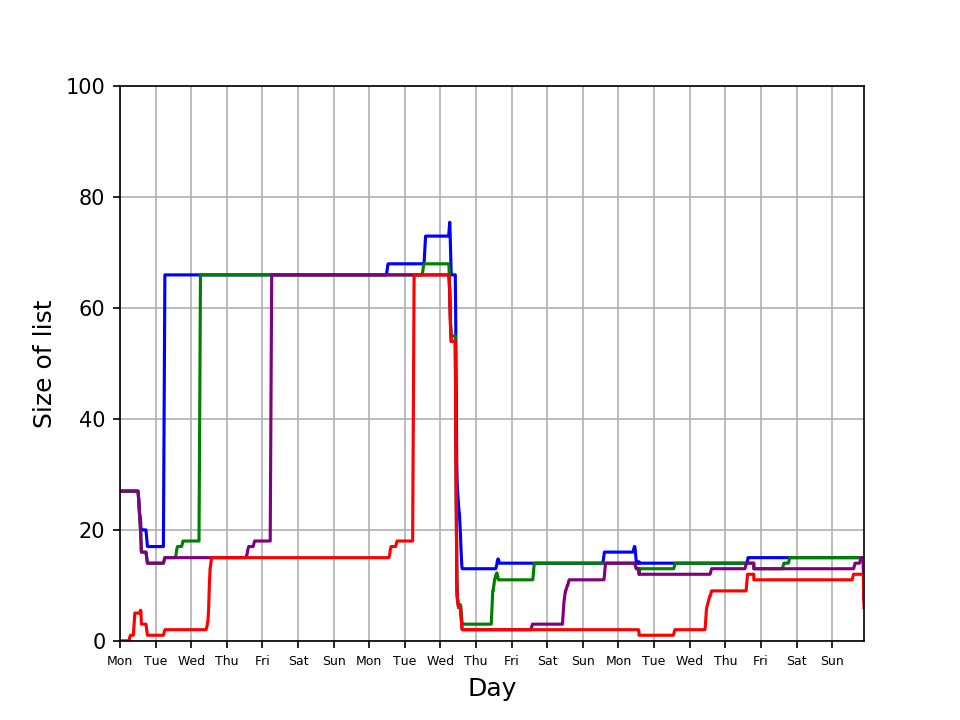 100
80
60
40
20
0
Size of list
Mon Tue Wed Thu Fri Sat Sun Mon Tue Wed Thu Fri Sat Sun Mon Tue Wed Thu Fri Sat Sun
Day